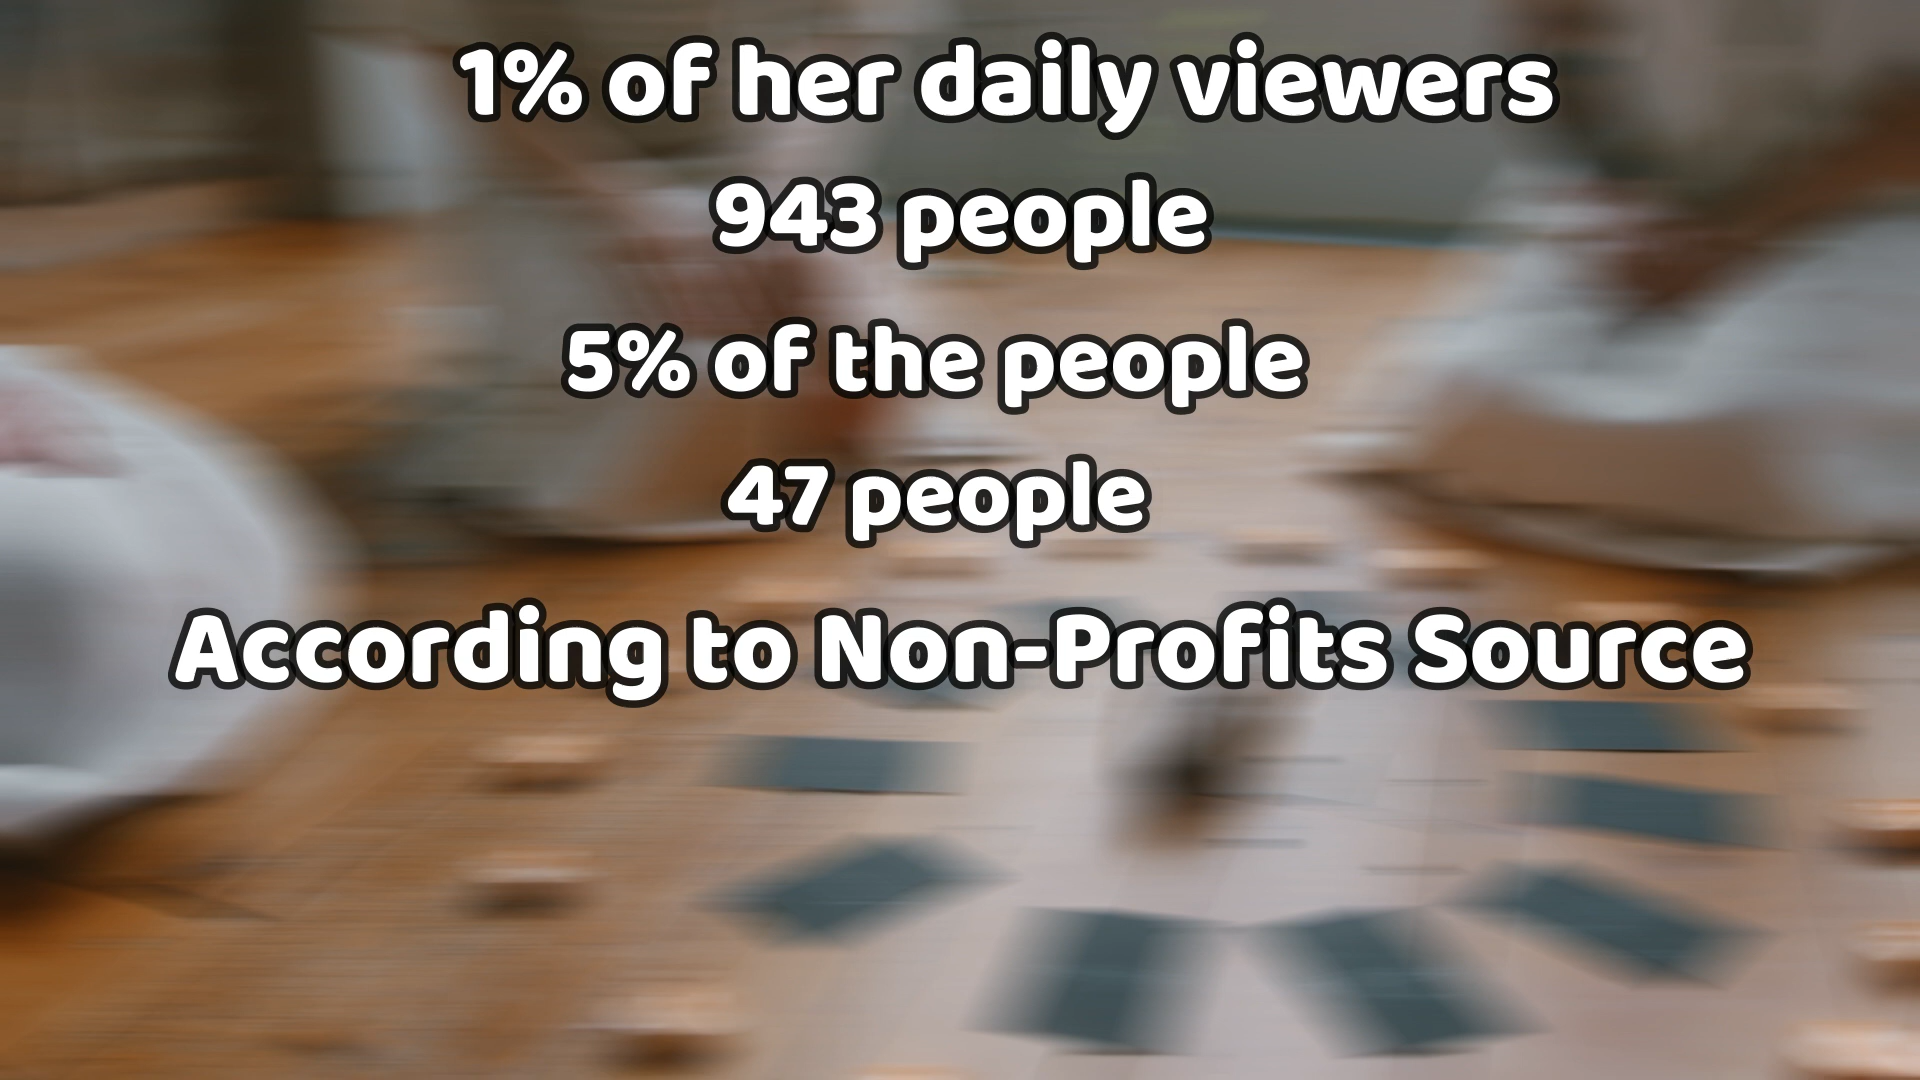 1% of her daily viewers
943 people
5% of the people
47 people
According to Non-Profits Source